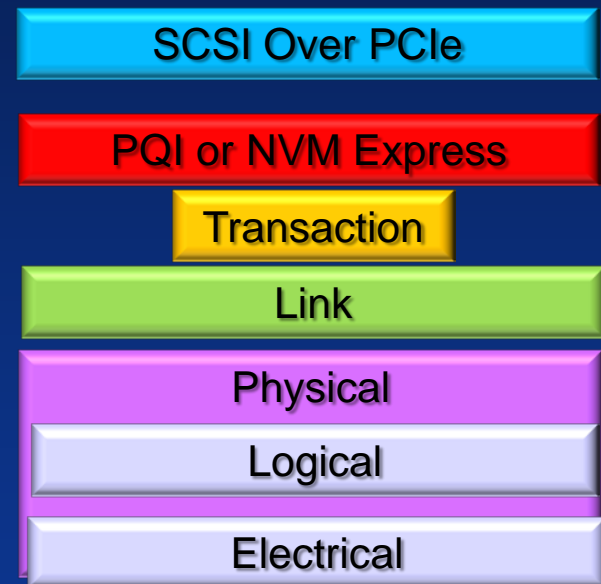 SCSI Over PCIe
PQI or NVM Express
Transaction
Link
Physical
Logical
Electrical